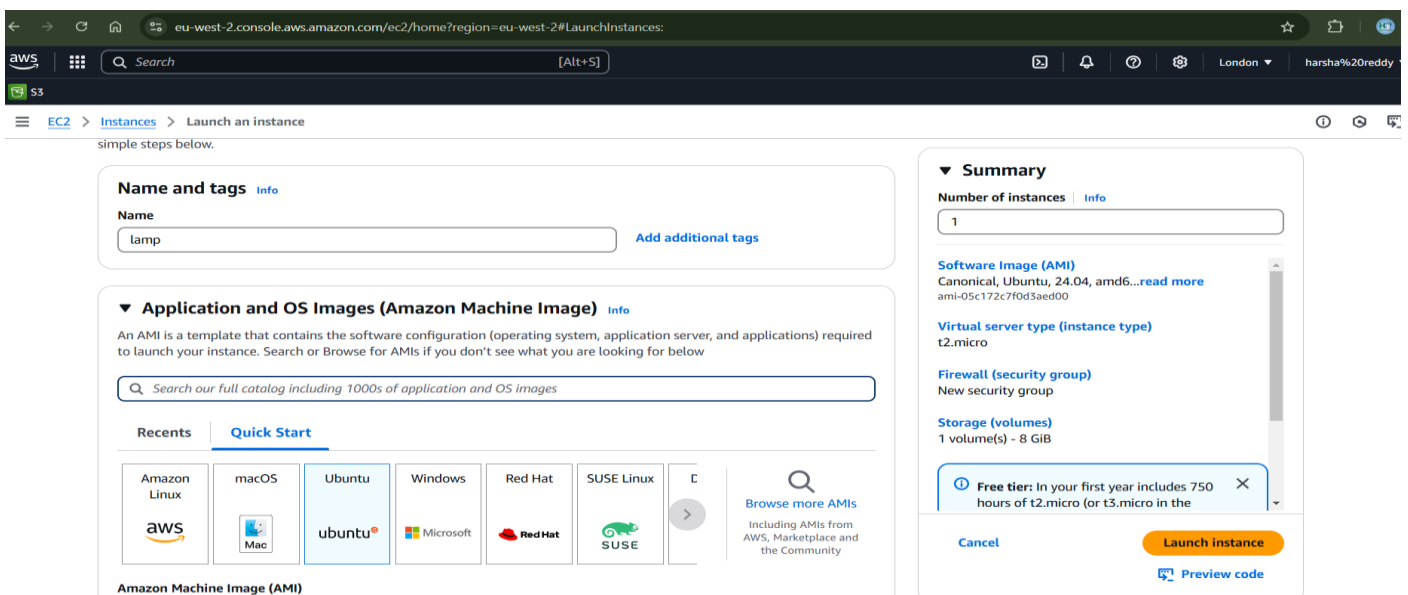 eu-west-2.console.aws.amazon.com/ec2/home?region=eu-west-2#LaunchInstances:
aws
Search
[Alt+S]
London
harsha%20reddy
S3
EC2 > Instances > Launch an instance
simple steps below.
Name and tags Info
Name
lamp
Add additional tags
Application and OS Images (Amazon Machine Image) Info
An AMI is a template that contains the software configuration (operating system, application server, and applications) required
to launch your instance. Search or Browse for AMIs if you don't see what you are looking for below
Search our full catalog including 1000s of application and OS images
Recents
Quick Start
Amazon
Linux
aws
macOS
Mac
Ubuntu
ubuntu
Windows
Microsoft
Red Hat
Red Hat
SUSE Linux
SUSE
Browse more AMIs
Including AMIs from
AWS, Marketplace and
the Community
Amazon Machine Image (AMI)
Summary
Number of instances Info
1
Software Image (AMI)
Canonical, Ubuntu, 24.04, amd6...read more
ami-05c172c7f0d3aed00
Virtual server type (instance type)
t2.micro
Firewall (security group)
New security group
Storage (volumes)
1 volume(s) - 8 GiB
Free tier: In your first year includes 750
hours of t2.micro (or t3.micro in the
Cancel
Launch instance
Preview code